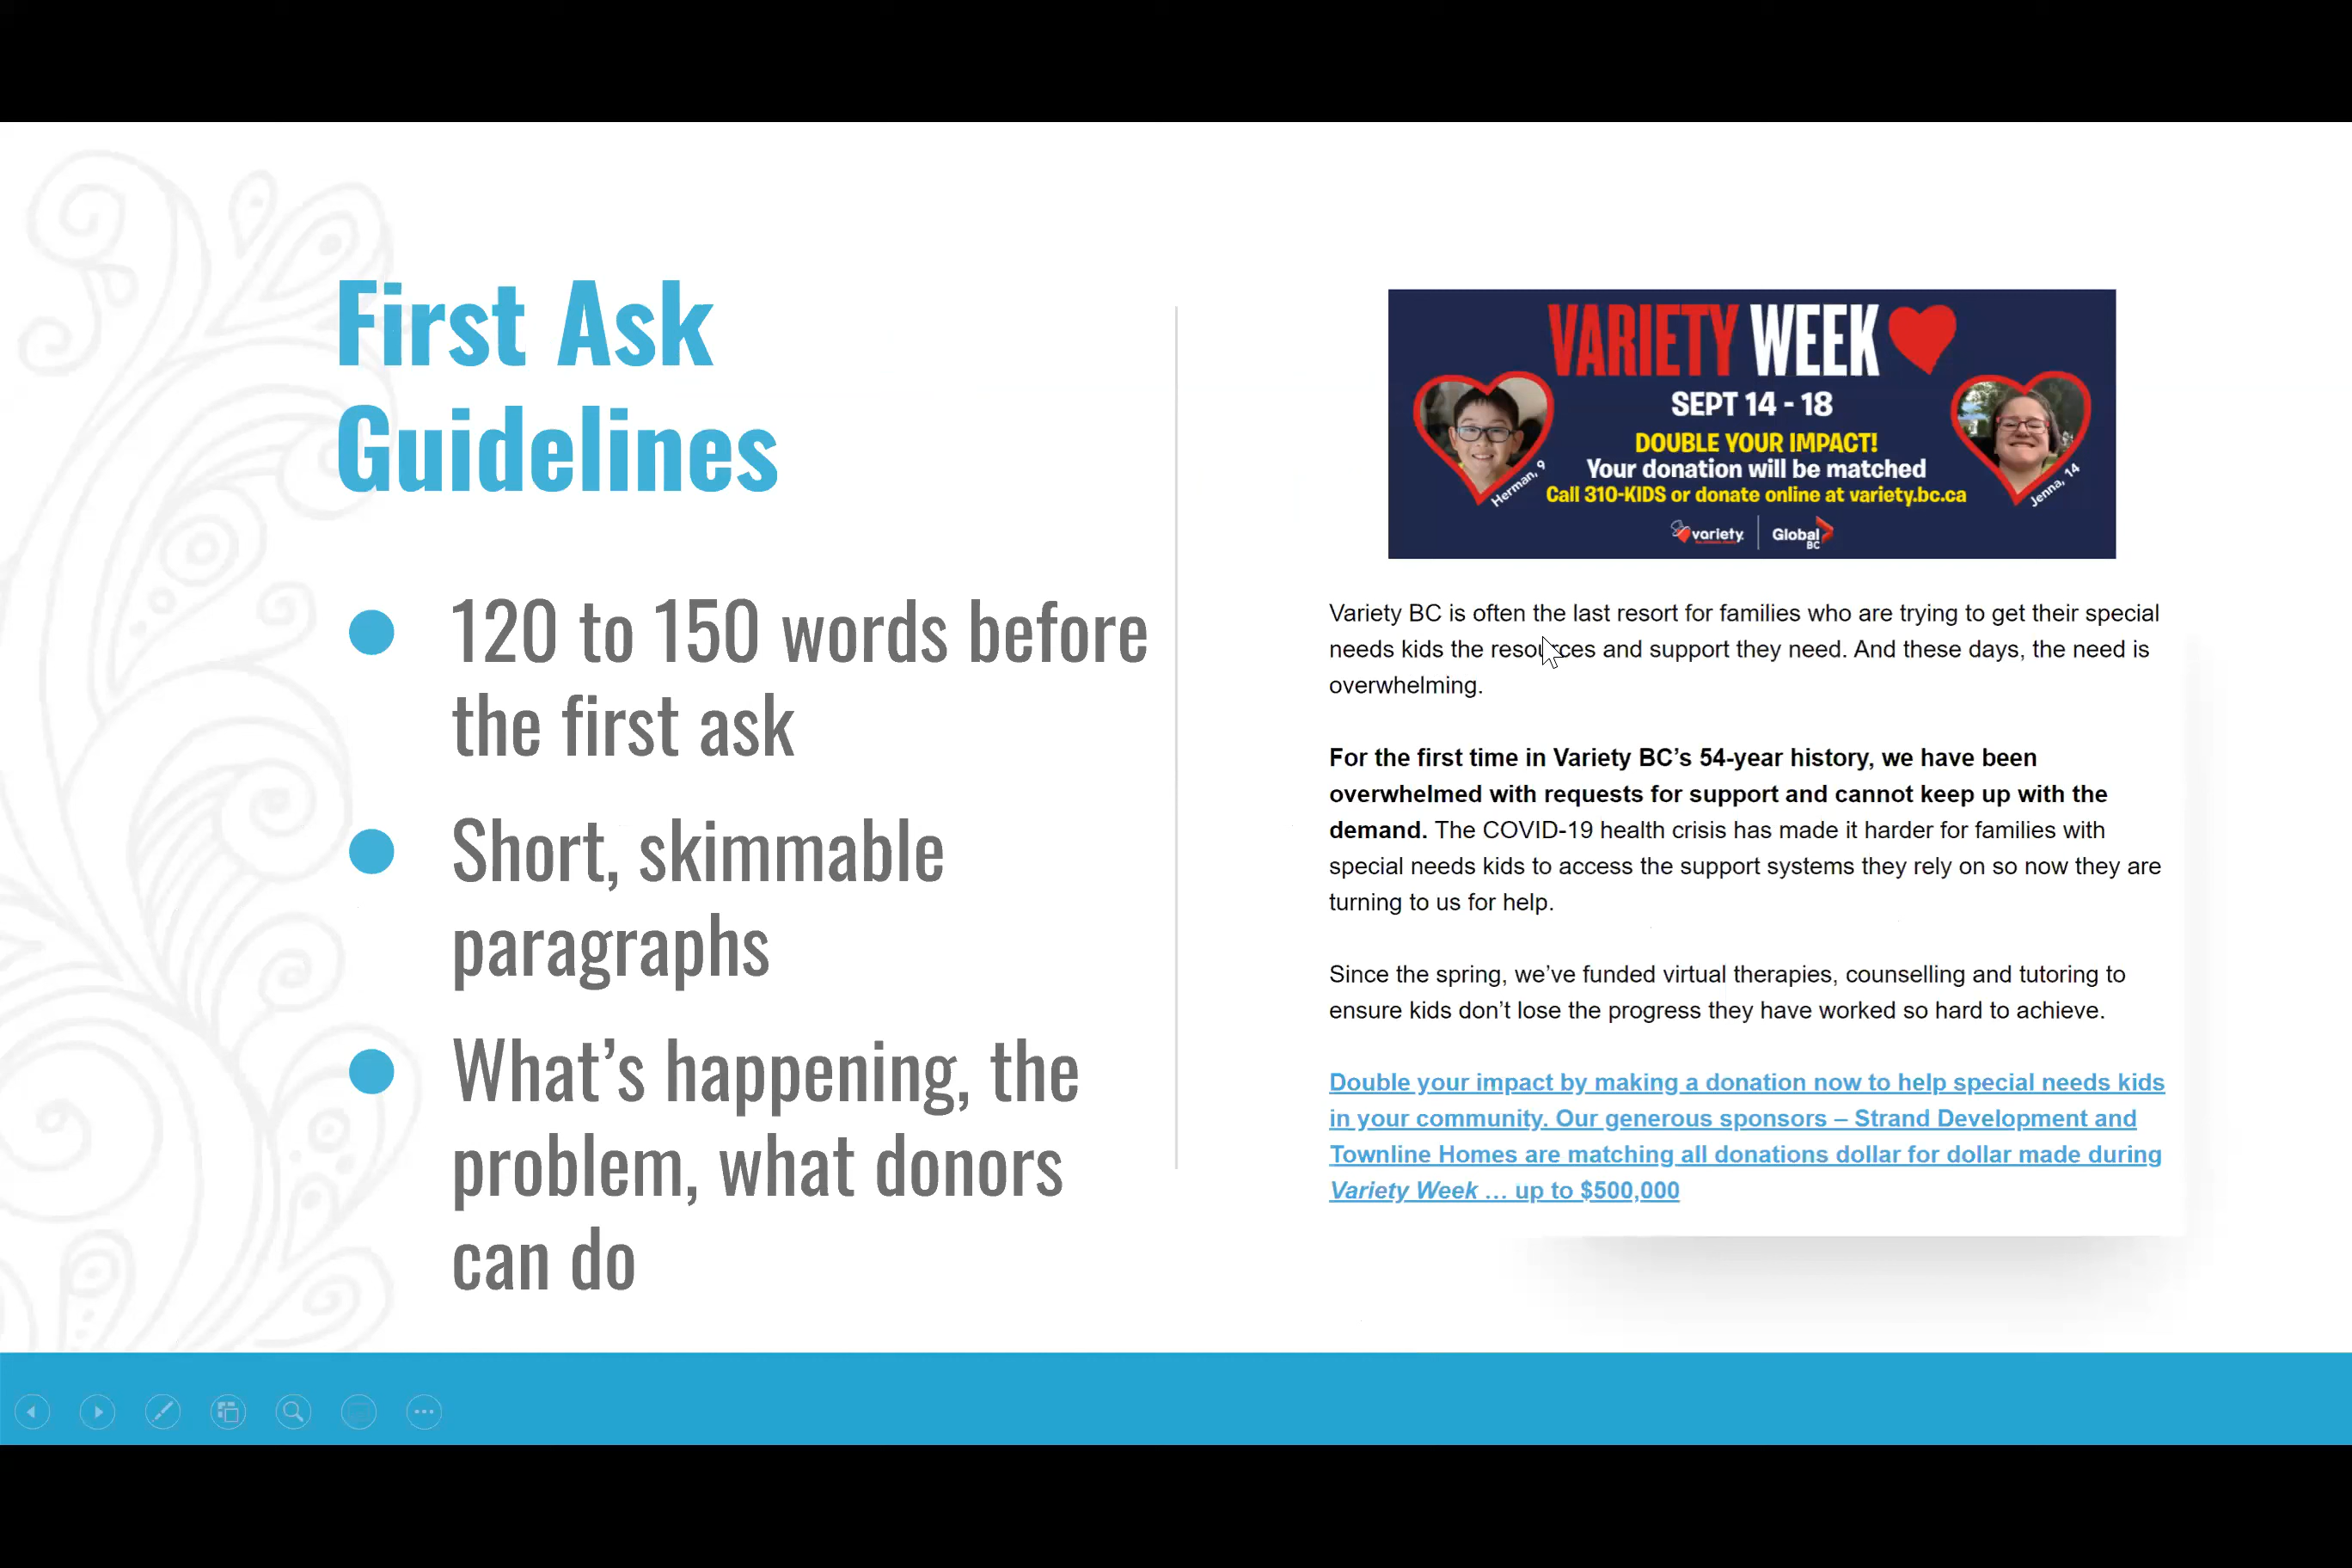 First Ask
Guidelines
120 to 150 words before
the first ask
Short, skimmable
paragraphs
What’s happening, the
problem, what donors
can do
VARIETY WEEK
SEPT 14 - 18
DOUBLE YOUR IMPACT!
Your donation will be matched
Call 310-KIDS or donate online at variety.bc.ca
Herman, 9
Jenna, 14
variety
Global
BC
Variety BC is often the last resort for families who are trying to get their special
needs kids the resources and support they need. And these days, the need is
overwhelming.
For the first time in Variety BC’s 54-year history, we have been
overwhelmed with requests for support and cannot keep up with the
demand. The COVID-19 health crisis has made it harder for families with
special needs kids to access the support systems they rely on so now they are
turning to us for help.
Since the spring, we’ve funded virtual therapies, counselling and tutoring to
ensure kids don’t lose the progress they have worked so hard to achieve.
Double your impact by making a donation now to help special needs kids
in your community. Our generous sponsors – Strand Development and
Townline Homes are matching all donations dollar for dollar made during
Variety Week … up to $500,000